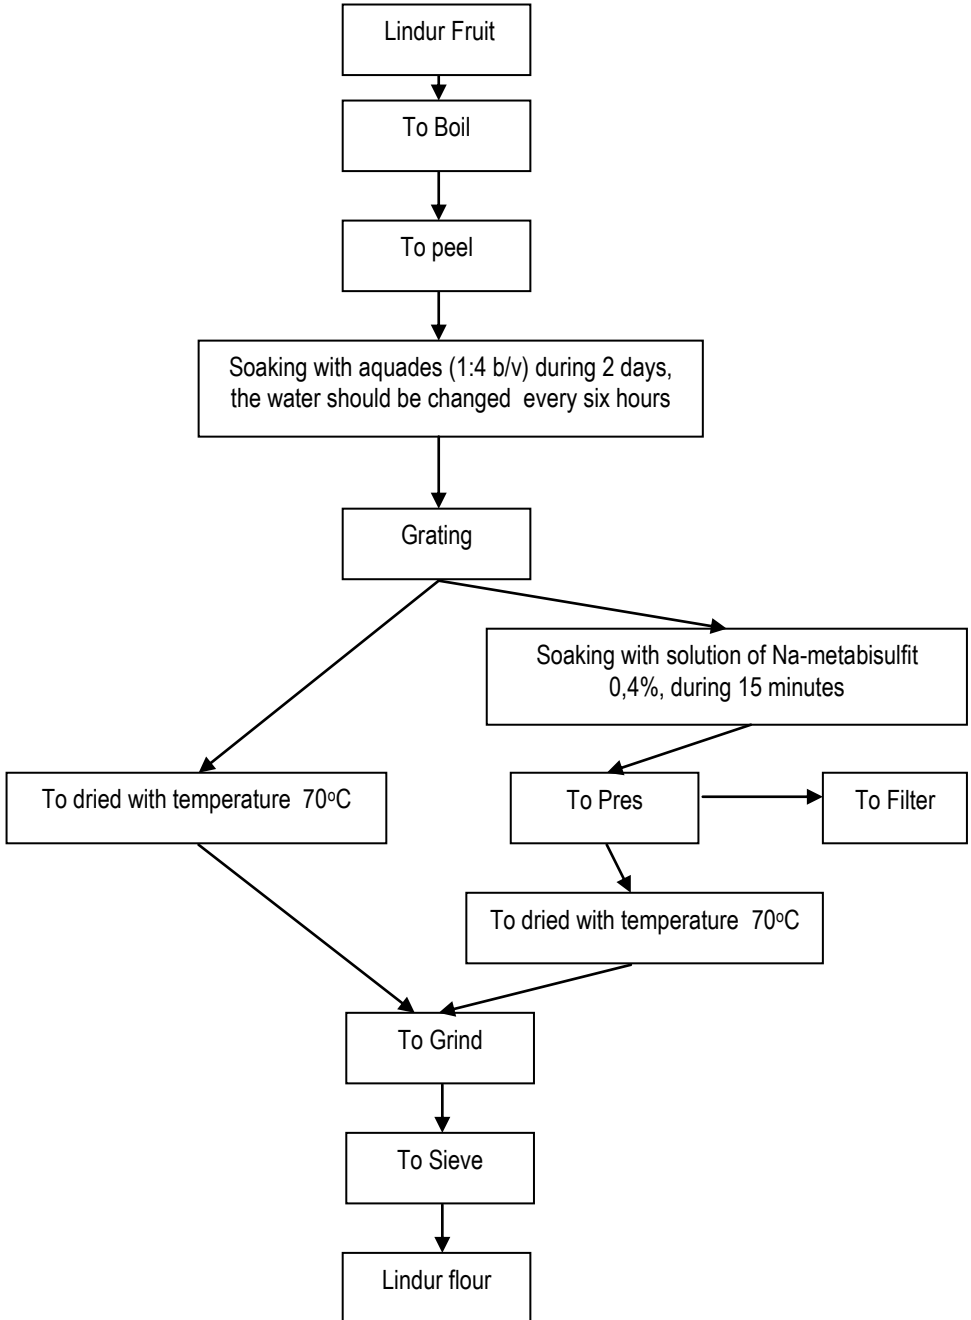 Lindur Fruit
To Boil
To peel
Soaking with aquades (1:4 b/v) during 2 days,
the water should be changed every six hours
Grating
Soaking with solution of Na-metabisulfit
0,4%, during 15 minutes
To dried with temperature 70°C
To Pres
To Filter
To dried with temperature 70°C
To Grind
To Sieve
Lindur flour